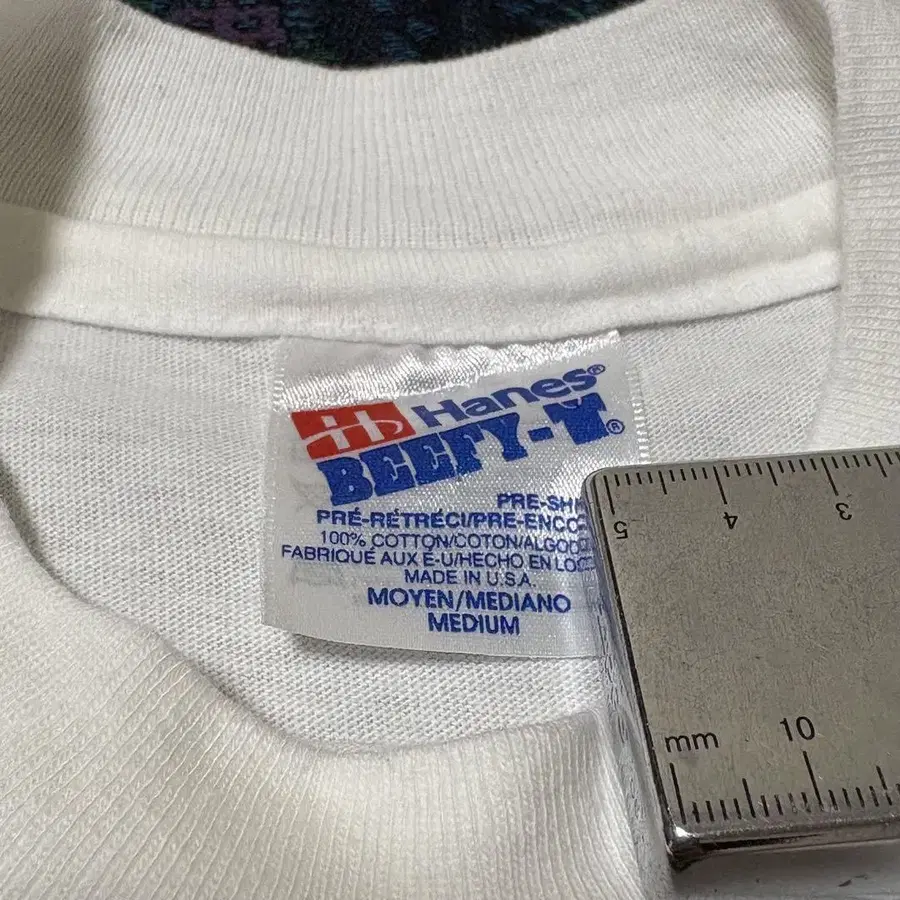 Hanes®
BEEFY-T®
PRE-SH
PRÉ-RÉTRÉCI/PRE-ENCO
100% COTTON/COTON/ALGOD
FABRIQUÉ AUX É-U/HECHO EN LO
MADE IN U.S.A.
MOYEN/MEDIANO
MEDIUM
5 4 3
mm 10